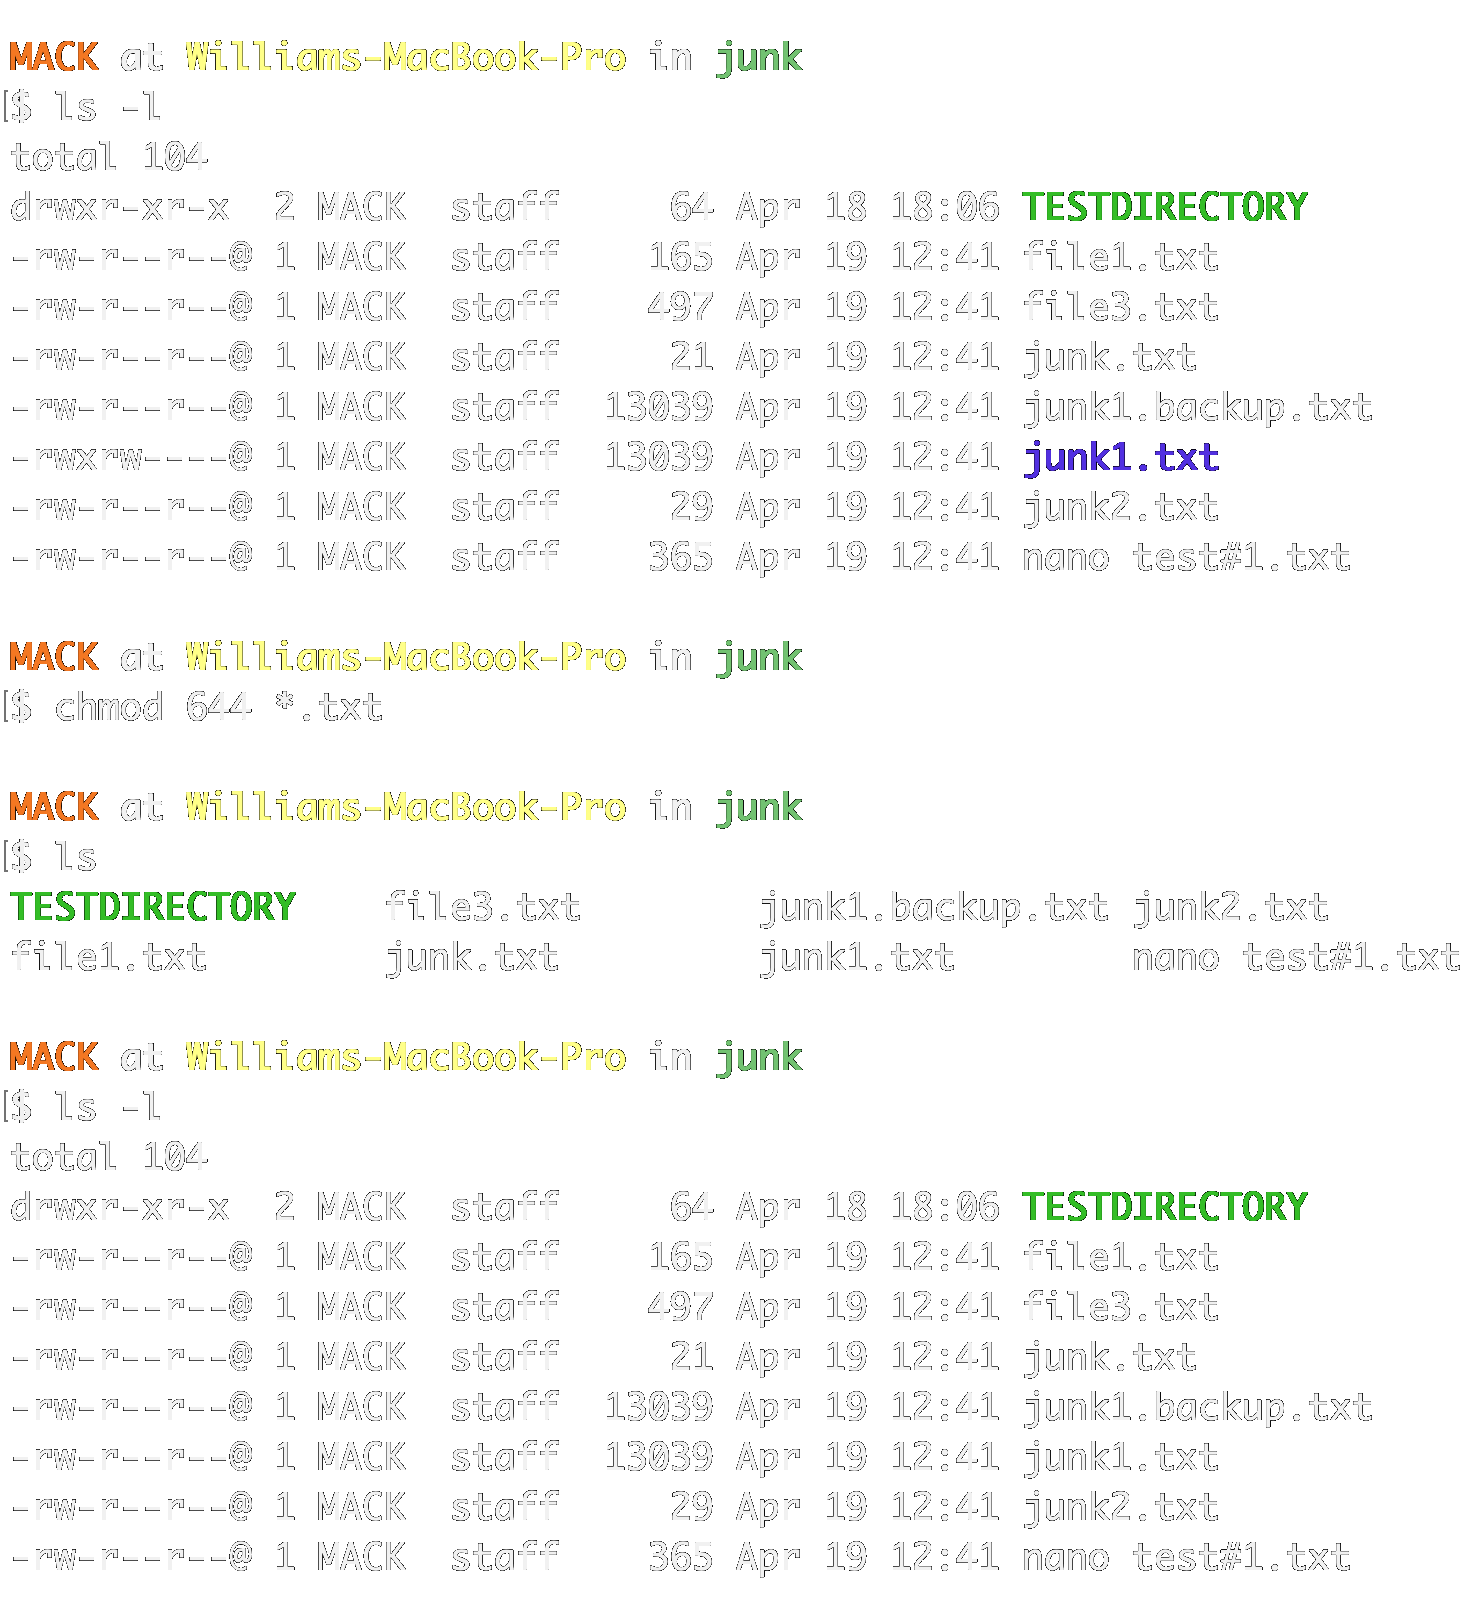 MACK at Williams-MacBook-Pro in junk
[$ ls -l
total 104
drwxr-xr-x  2 MACK  staff     64 Apr 18 18:06 TESTDIRECTORY
-rw-r--r--@ 1 MACK  staff    165 Apr 19 12:41 file1.txt
-rw-r--r--@ 1 MACK  staff    497 Apr 19 12:41 file3.txt
-rw-r--r--@ 1 MACK  staff     21 Apr 19 12:41 junk.txt
-rw-r--r--@ 1 MACK  staff  13039 Apr 19 12:41 junk1.backup.txt
-rwxrw----@ 1 MACK  staff  13039 Apr 19 12:41 junk1.txt
-rw-r--r--@ 1 MACK  staff     29 Apr 19 12:41 junk2.txt
-rw-r--r--@ 1 MACK  staff    365 Apr 19 12:41 nano test#1.txt
MACK at Williams-MacBook-Pro in junk
[$ chmod 644 *.txt
MACK at Williams-MacBook-Pro in junk
[$ ls
TESTDIRECTORY    file3.txt        junk1.backup.txt junk2.txt
file1.txt        junk.txt         junk1.txt        nano test#1.txt
MACK at Williams-MacBook-Pro in junk
[$ ls -l
total 104
drwxr-xr-x  2 MACK  staff     64 Apr 18 18:06 TESTDIRECTORY
-rw-r--r--@ 1 MACK  staff    165 Apr 19 12:41 file1.txt
-rw-r--r--@ 1 MACK  staff    497 Apr 19 12:41 file3.txt
-rw-r--r--@ 1 MACK  staff     21 Apr 19 12:41 junk.txt
-rw-r--r--@ 1 MACK  staff  13039 Apr 19 12:41 junk1.backup.txt
-rw-r--r--@ 1 MACK  staff  13039 Apr 19 12:41 junk1.txt
-rw-r--r--@ 1 MACK  staff     29 Apr 19 12:41 junk2.txt
-rw-r--r--@ 1 MACK  staff    365 Apr 19 12:41 nano test#1.txt